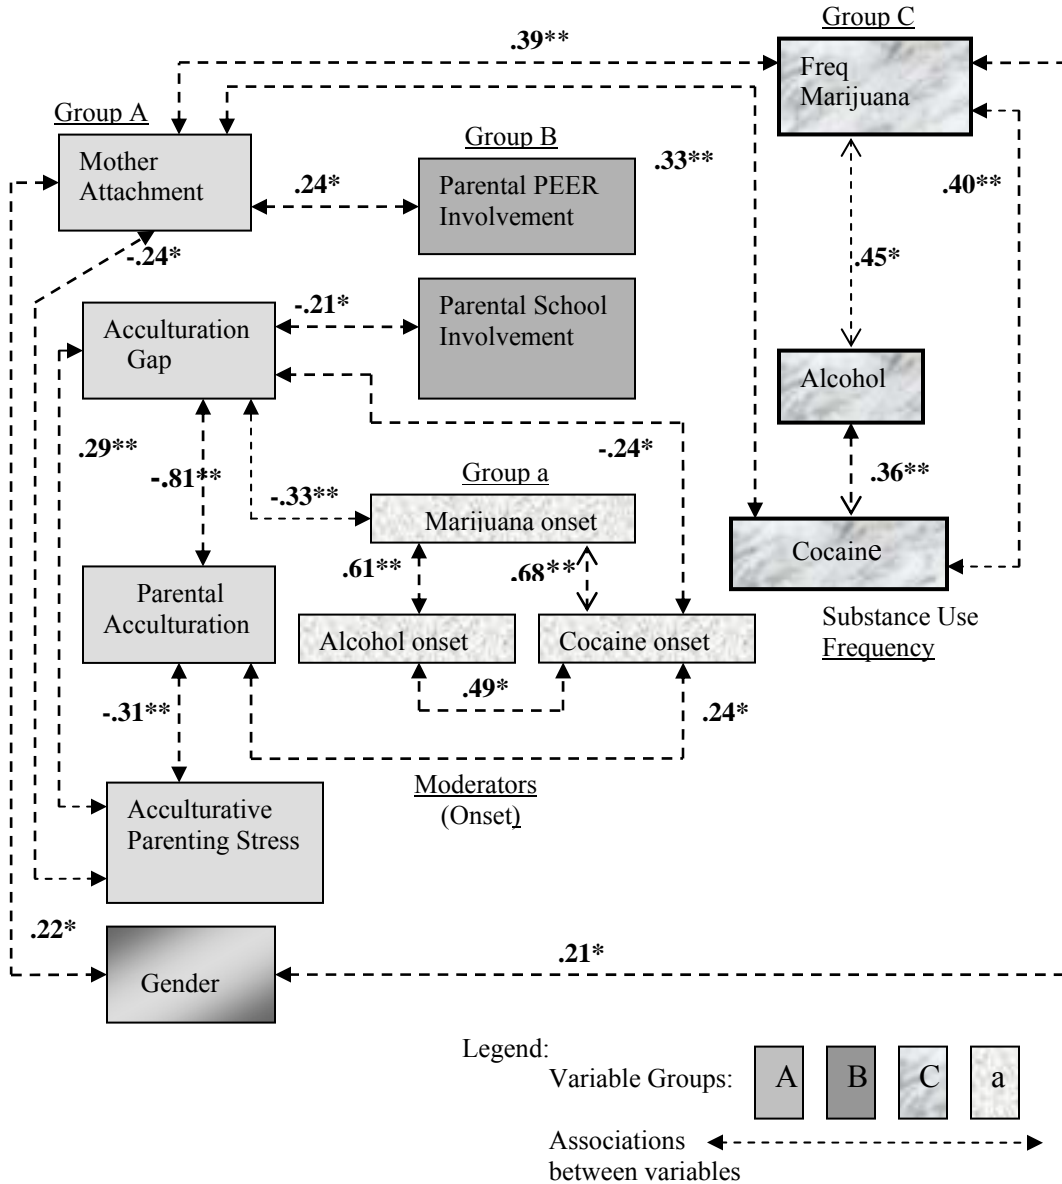 Group C
.39**
Freq
Marijuana
Group A
Group B
Mother
Attachment
.24*
Parental PEER
Involvement
.33**
.40**
-.24*
.45*
Parental School
Involvement
-.21*
Acculturation
Gap
Alcohol
.29**
-.81**
-.24*
.36**
Group a
-.33**
Marijuana onset
Cocaine
.61**
.68**
Parental
Acculturation
Alcohol onset
Cocaine onset
Substance Use
Frequency
-.31**
.49*
.24*
Moderators
(Onset)
Acculturative
Parenting Stress
.22*
.21*
Gender
Legend:
Variable Groups: A B C a
Associations
between variables